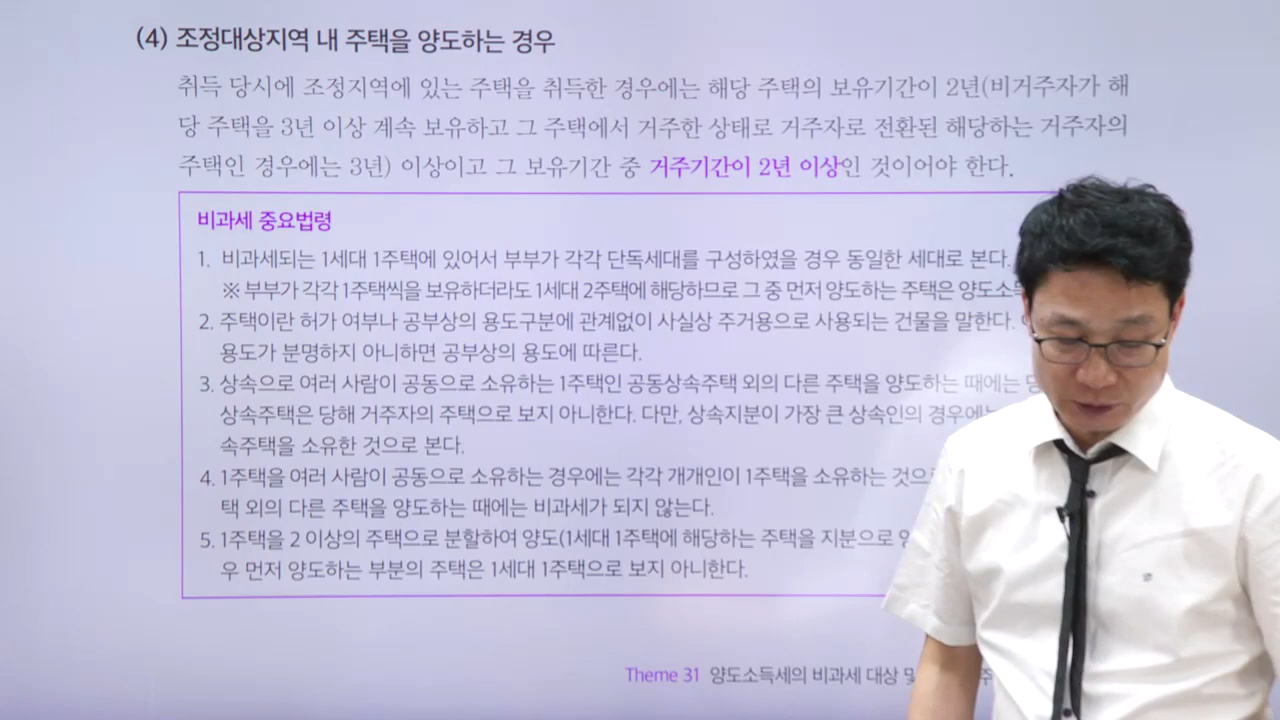 (4) 조정대상지역 내 주택을 양도하는 경우
취득 당시에 조정지역에 있는 주택을 취득한 경우에는 해당 주택의 보유기간이 2년(비거주자가 해
당 주택을 3년 이상 계속 보유하고 그 주택에서 거주한 상태로 거주자로 전환된 해당하는 거주자의
주택인 경우에는 3년) 이상이고 그 보유기간 중 거주기간이 2년 이상인 것이어야 한다.
비과세 중요법령
1. 비과세되는 1세대 1주택에 있어서 부부가 각각 단독세대를 구성하였을 경우 동일한 세대로 본다.
※ 부부가 각각 1주택씩을 보유하더라도 1세대 2주택에 해당하므로 그 중 먼저 양도하는 주택은
2. 주택이란 허가 여부나 공부상의 용도구분에 관계없이 사실상 주거용으로 사용되는 건물을 말한다.
용도가 분명하지 아니하면 공부상의 용도에 따른다.
3. 상속으로 여러 사람이 공동으로 소유하는 1주택인 공동상속주택 외의 다른 주택을 양도하는 때에는
상속주택은 당해 거주자의 주택으로 보지 아니한다. 다만, 상속지분이 가장 큰 상속인의 경우에는
속주택을 소유한 것으로 본다.
4. 1주택을 여러 사람이 공동으로 소유하는 경우에는 각각 개개인이 1주택을 소유하는 것으로
택 외의 다른 주택을 양도하는 때에는 비과세가 되지 않는다.
5. 1주택을 2 이상의 주택으로 분할하여 양도(1세대 1주택에 해당하는 주택을 지분으로
우 먼저 양도하는 부분의 주택은 1세대 1주택으로 보지 아니한다.
Theme 31 양도소득세의 비과세 대상 및